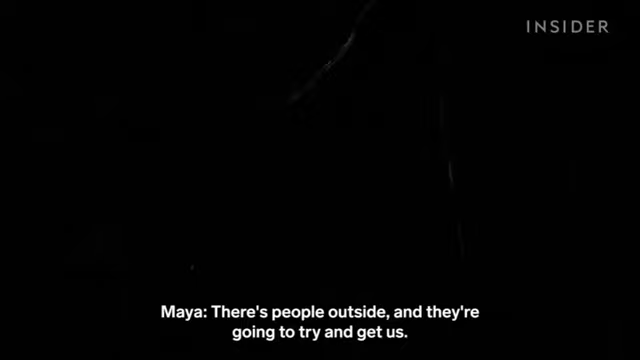 INSIDER
Maya: There's people outside, and they're
going to try and get us.